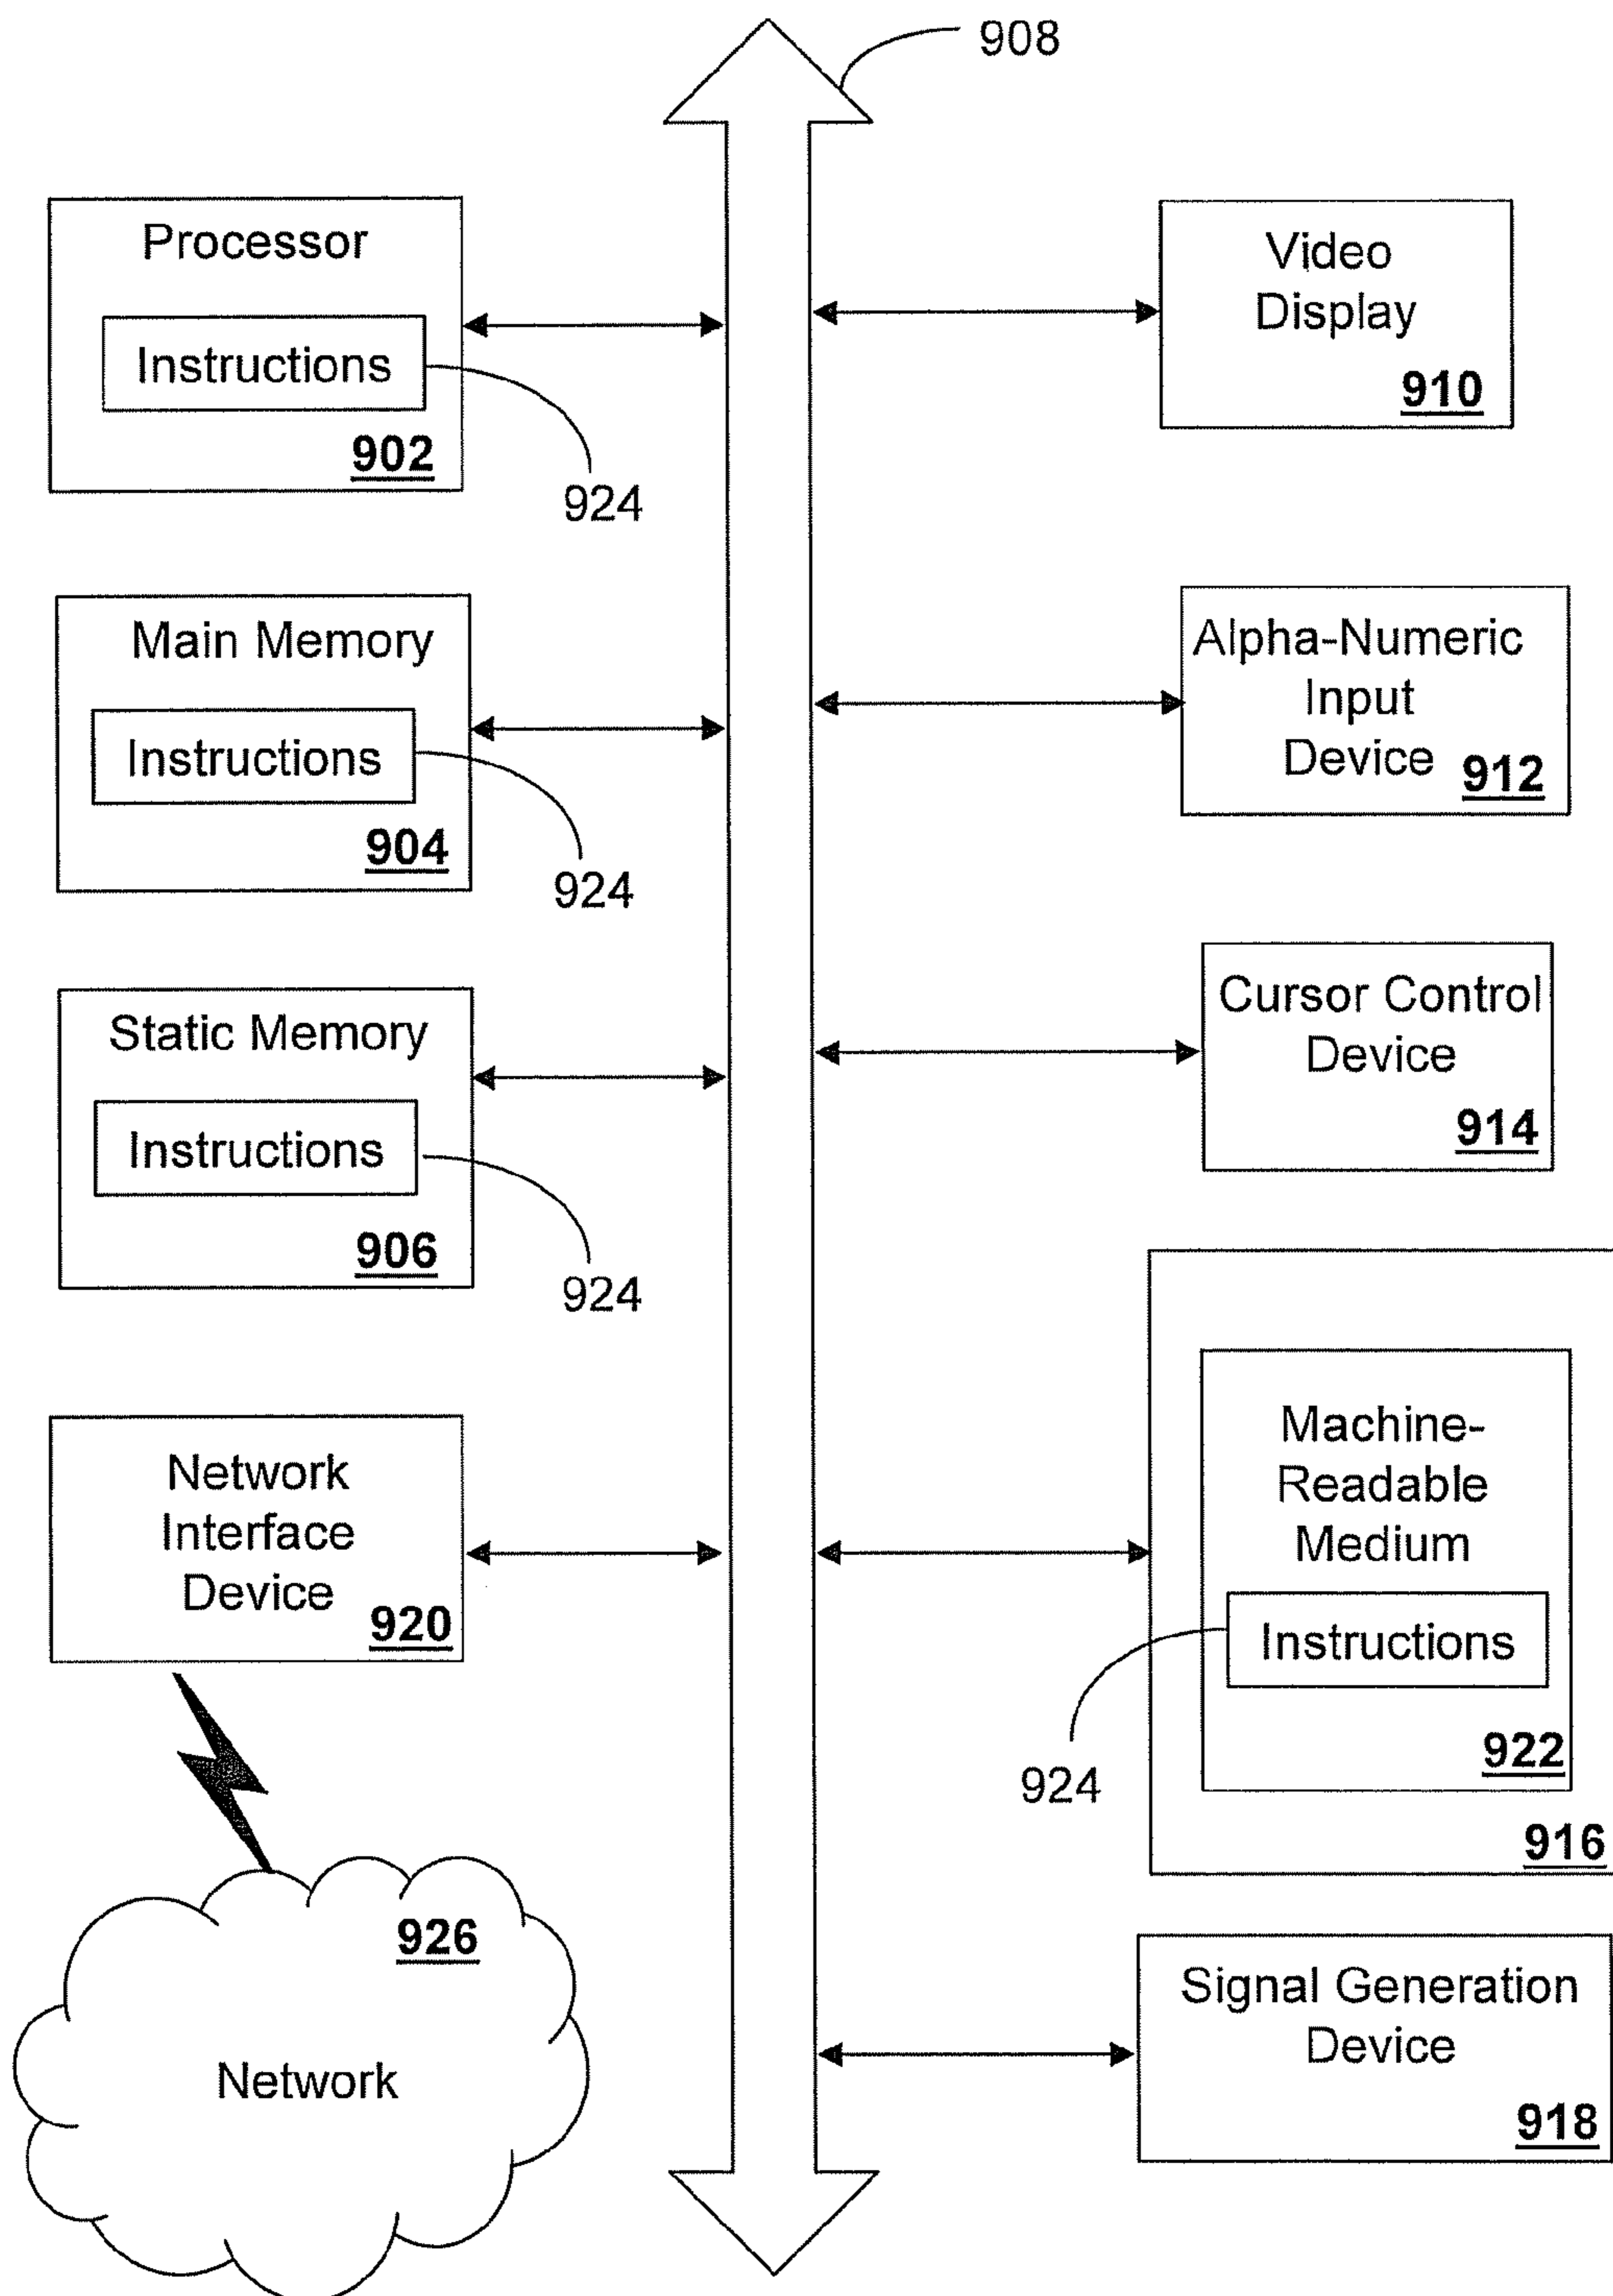 908
Processor
Instructions
902
924
Main Memory
Instructions
904
924
Static Memory
Instructions
906
924
Network
Interface
Device
920
926
Network
Video
Display
910
Alpha-Numeric
Input
Device
912
Cursor Control
Device
914
Machine-
Readable
Medium
Instructions
922
924
916
Signal Generation
Device
918